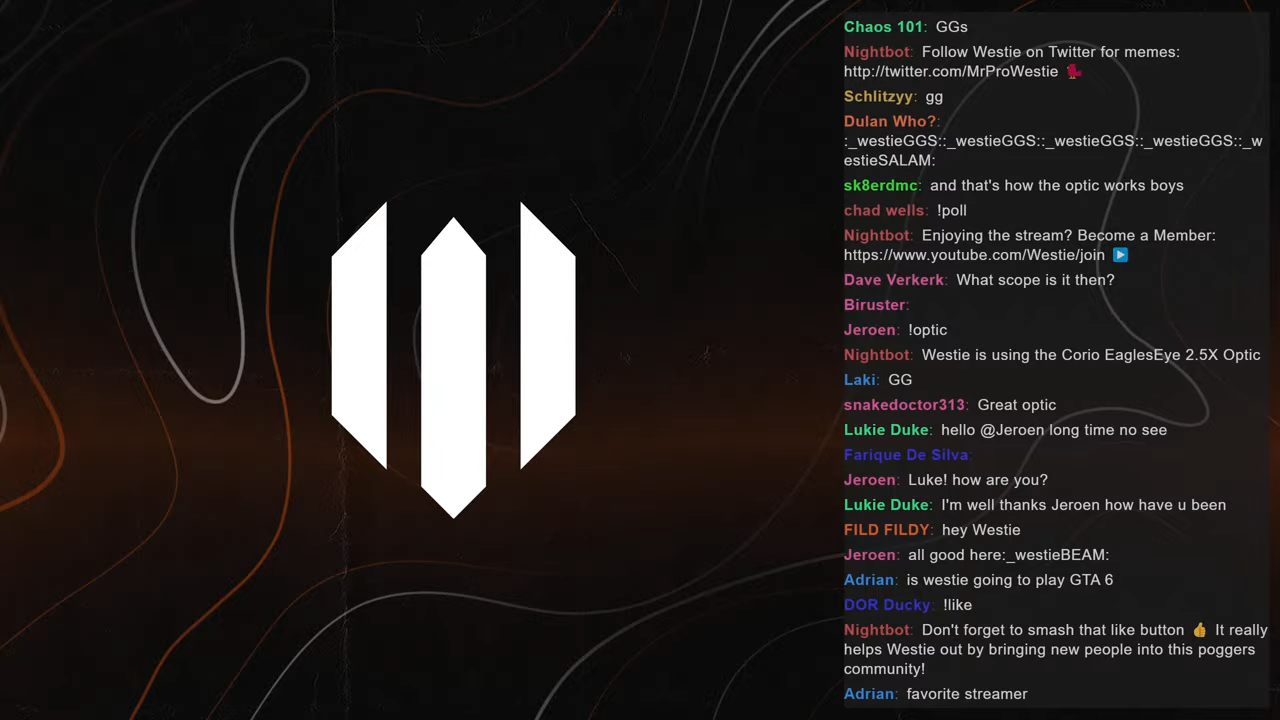 Chaos 101: GGs
Nightbot: Follow Westie on Twitter for memes:
http://twitter.com/MrProWestie
Schlitzyy: gg
Dulan Who?:
:_westieGGS::_westieGGS::_westieGGS::_westieGGS::_w
estieSALAM:
sk8erdmc: and that's how the optic works boys
chad wells: !poll
Nightbot: Enjoying the stream? Become a Member:
https://www.youtube.com/Westie/join
Dave Verkerk: What scope is it then?
Biruster:
Jeroen: !optic
Nightbot: Westie is using the Corio EaglesEye 2.5X Optic
Laki: GG
snakedoctor313: Great optic
Lukie Duke: hello @Jeroen long time no see
Farique De Silva:
Jeroen: Luke! how are you?
Lukie Duke: I'm well thanks Jeroen how have u been
FILD FILDY: hey Westie
Jeroen: all good here:_westieBEAM:
Adrian: is westie going to play GTA 6
DOR Ducky: !like
Nightbot: Don't forget to smash that like button 👍 It really
helps Westie out by bringing new people into this poggers
community!
Adrian: favorite streamer